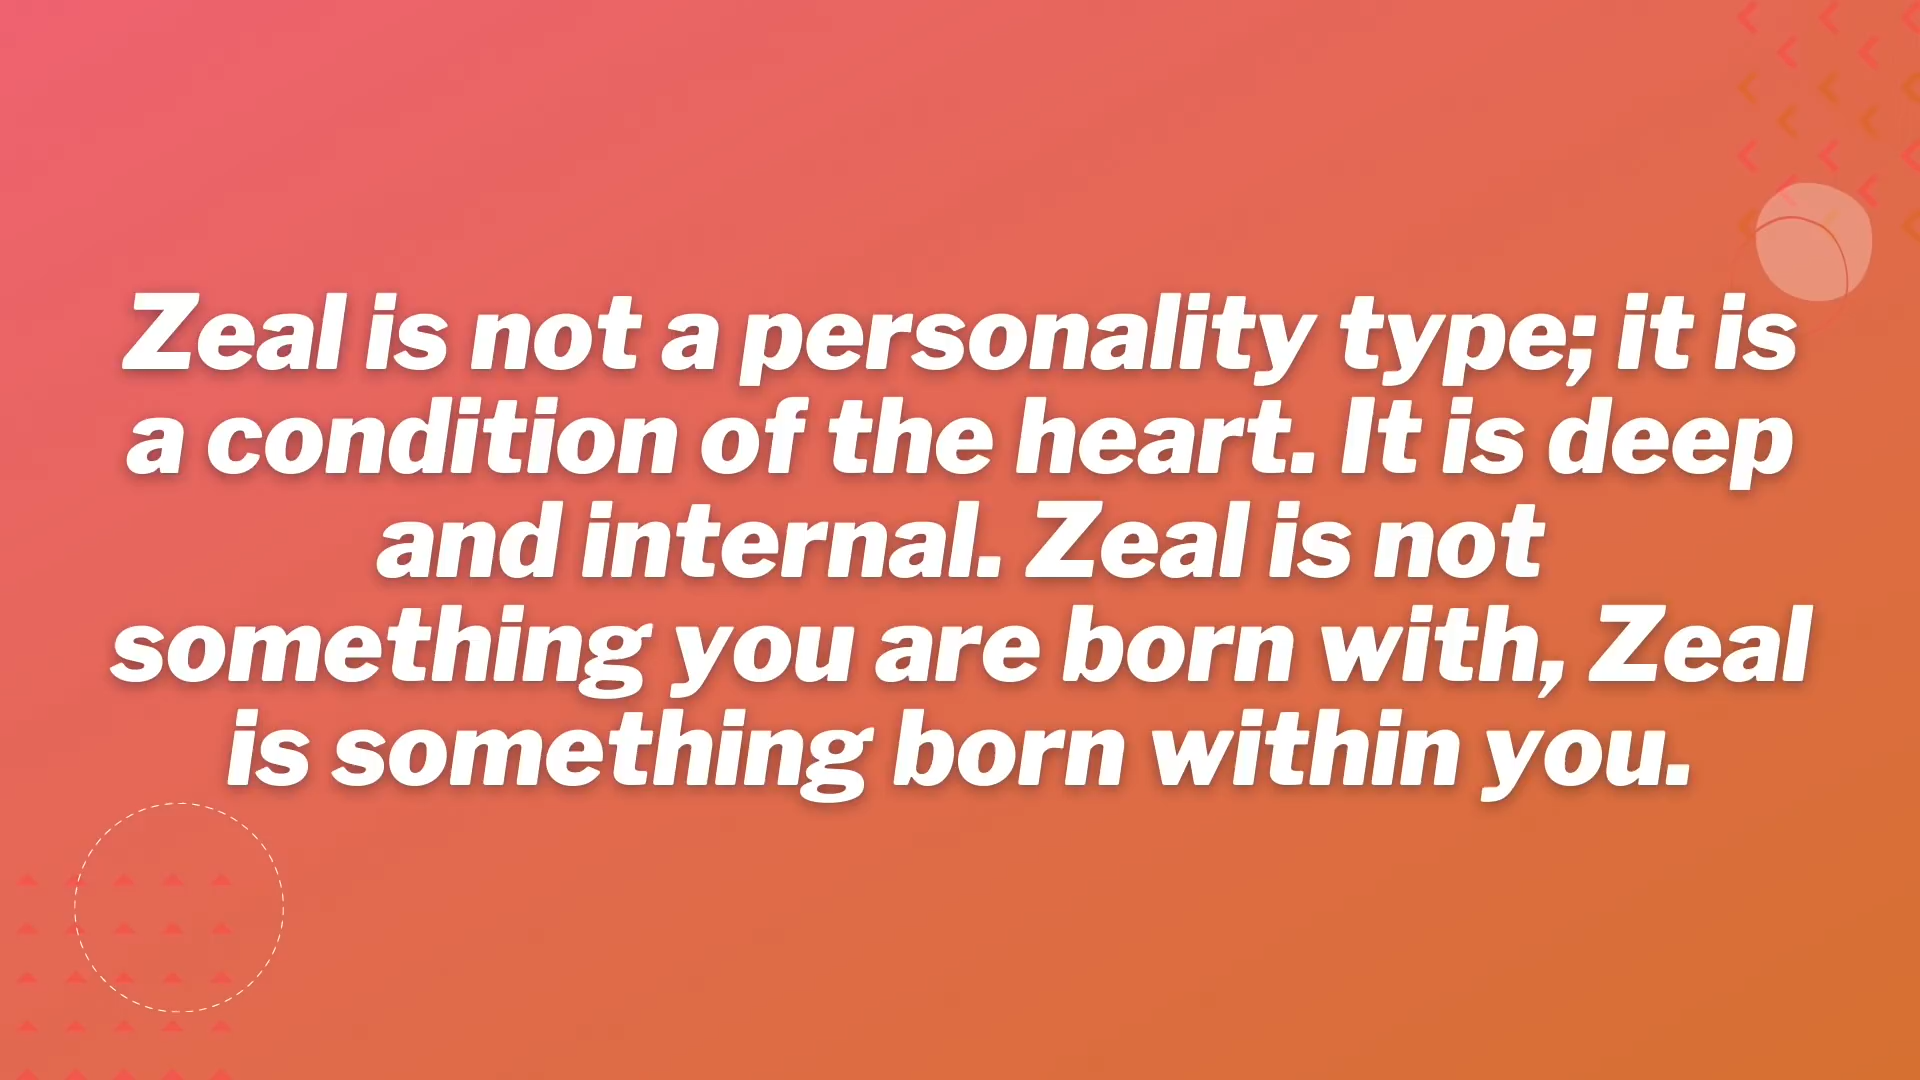 Zeal is not a personality type; it is
a condition of the heart. It is deep
and internal. Zeal is not
something you are born with, Zeal
is something born within you.